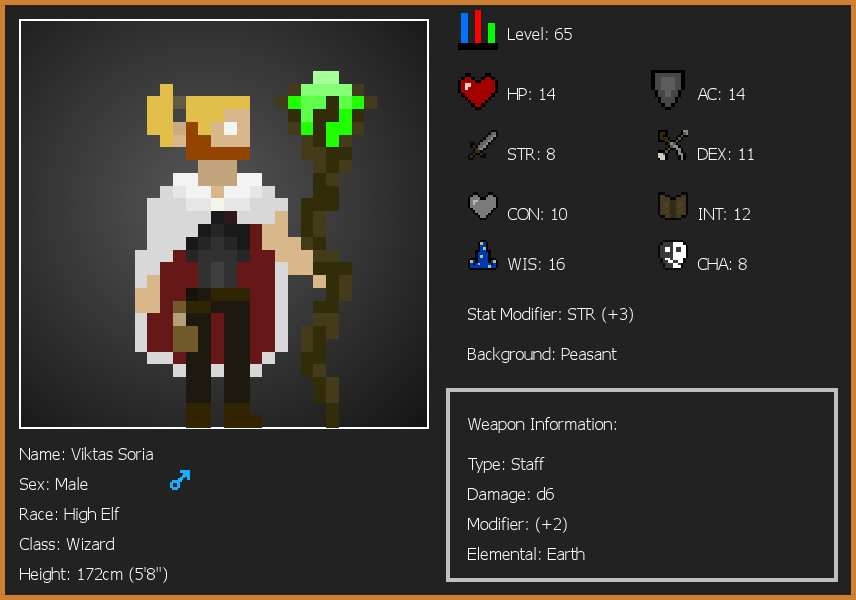 Level: 65
HP: 14
AC: 14
STR: 8
DEX: 11
CON: 10
INT: 12
WIS: 16
CHA: 8
Stat Modifier: STR (+3)
Background: Peasant
Weapon Information:
Type: Staff
Damage: d6
Modifier: (+2)
Elemental: Earth
Name: Viktas Soria
Sex: Male
Race: High Elf
Class: Wizard
Height: 172cm (5'8")